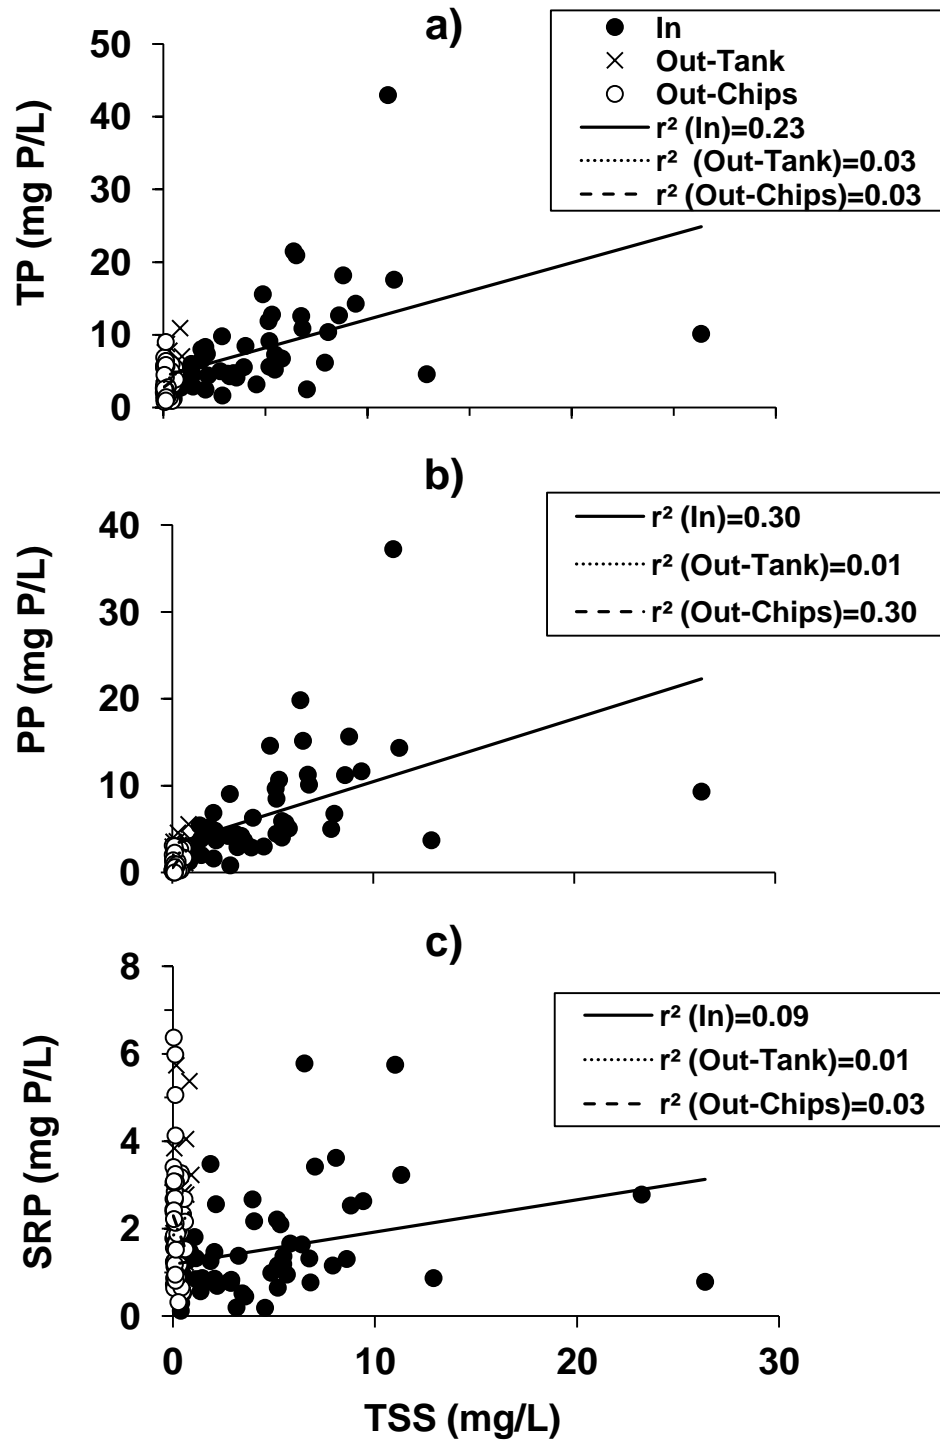 a)
In
Out-Tank
Out-Chips
r² (In)=0.23
r² (Out-Tank)=0.03
r² (Out-Chips)=0.03
50
40
30
20
10
0
TP (mg P/L)
b)
r² (In)=0.30
r² (Out-Tank)=0.01
r² (Out-Chips)=0.30
40
30
20
10
0
PP (mg P/L)
c)
r² (In)=0.09
r² (Out-Tank)=0.01
r² (Out-Chips)=0.03
8
6
4
2
0
SRP (mg P/L)
0 10 20 30
TSS (mg/L)